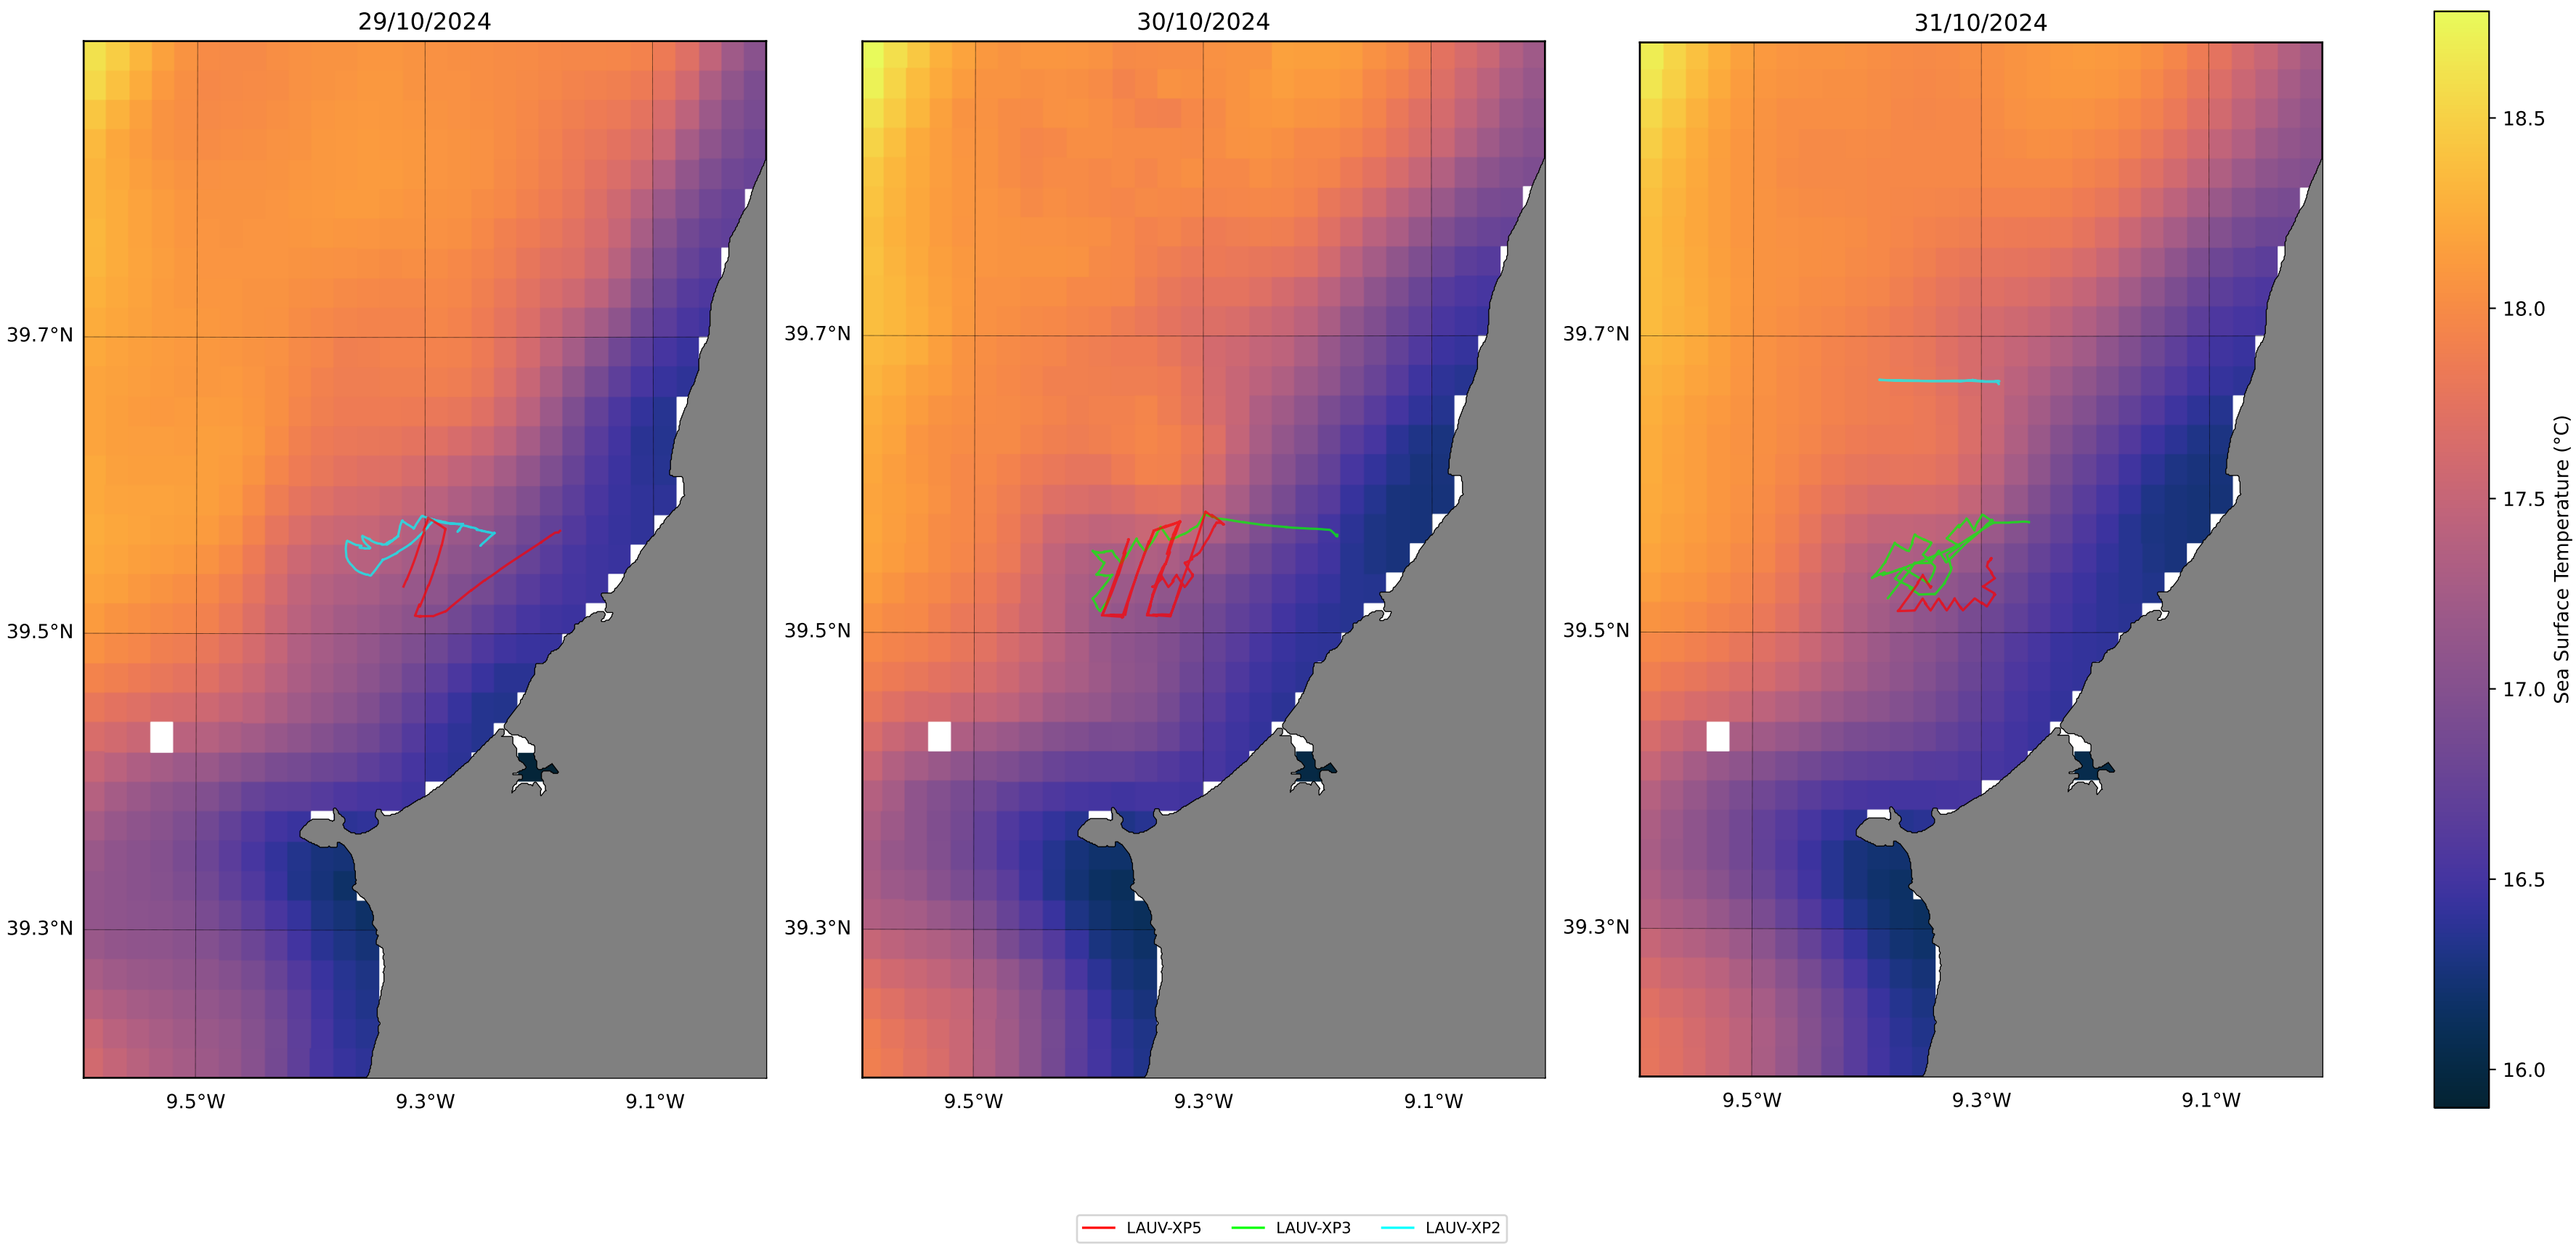 29/10/2024
30/10/2024
31/10/2024
39.7°N
39.5°N
39.3°N
9.5°W
9.3°W
9.1°W
39.7°N
39.5°N
39.3°N
9.5°W
9.3°W
9.1°W
39.7°N
39.5°N
39.3°N
9.5°W
9.3°W
9.1°W
18.5
18.0
17.5
17.0
16.5
16.0
Sea Surface Temperature (°C)
LAUV-XP5
LAUV-XP3
LAUV-XP2